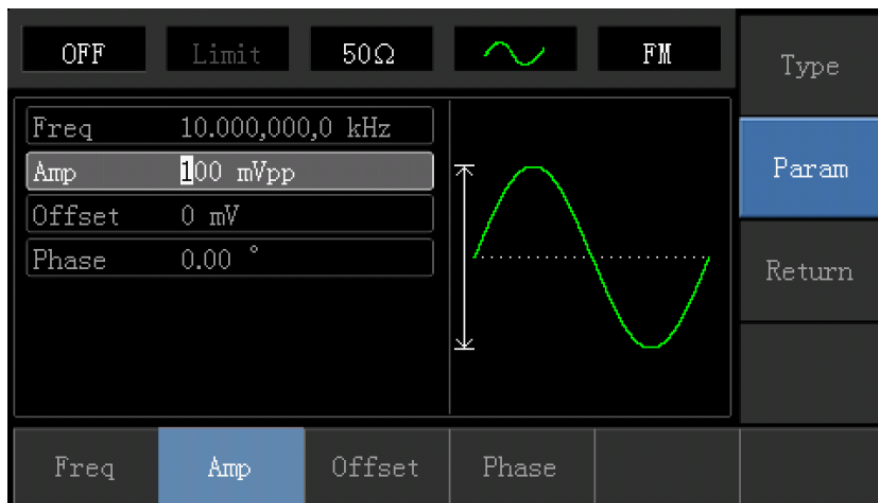 OFF Limit 50Ω FM
Type
Freq 10.000,000,0 kHz
Amp 100 mVpp
Param
Offset 0 mV
Phase 0.00 °
Return
Freq Amp Offset Phase